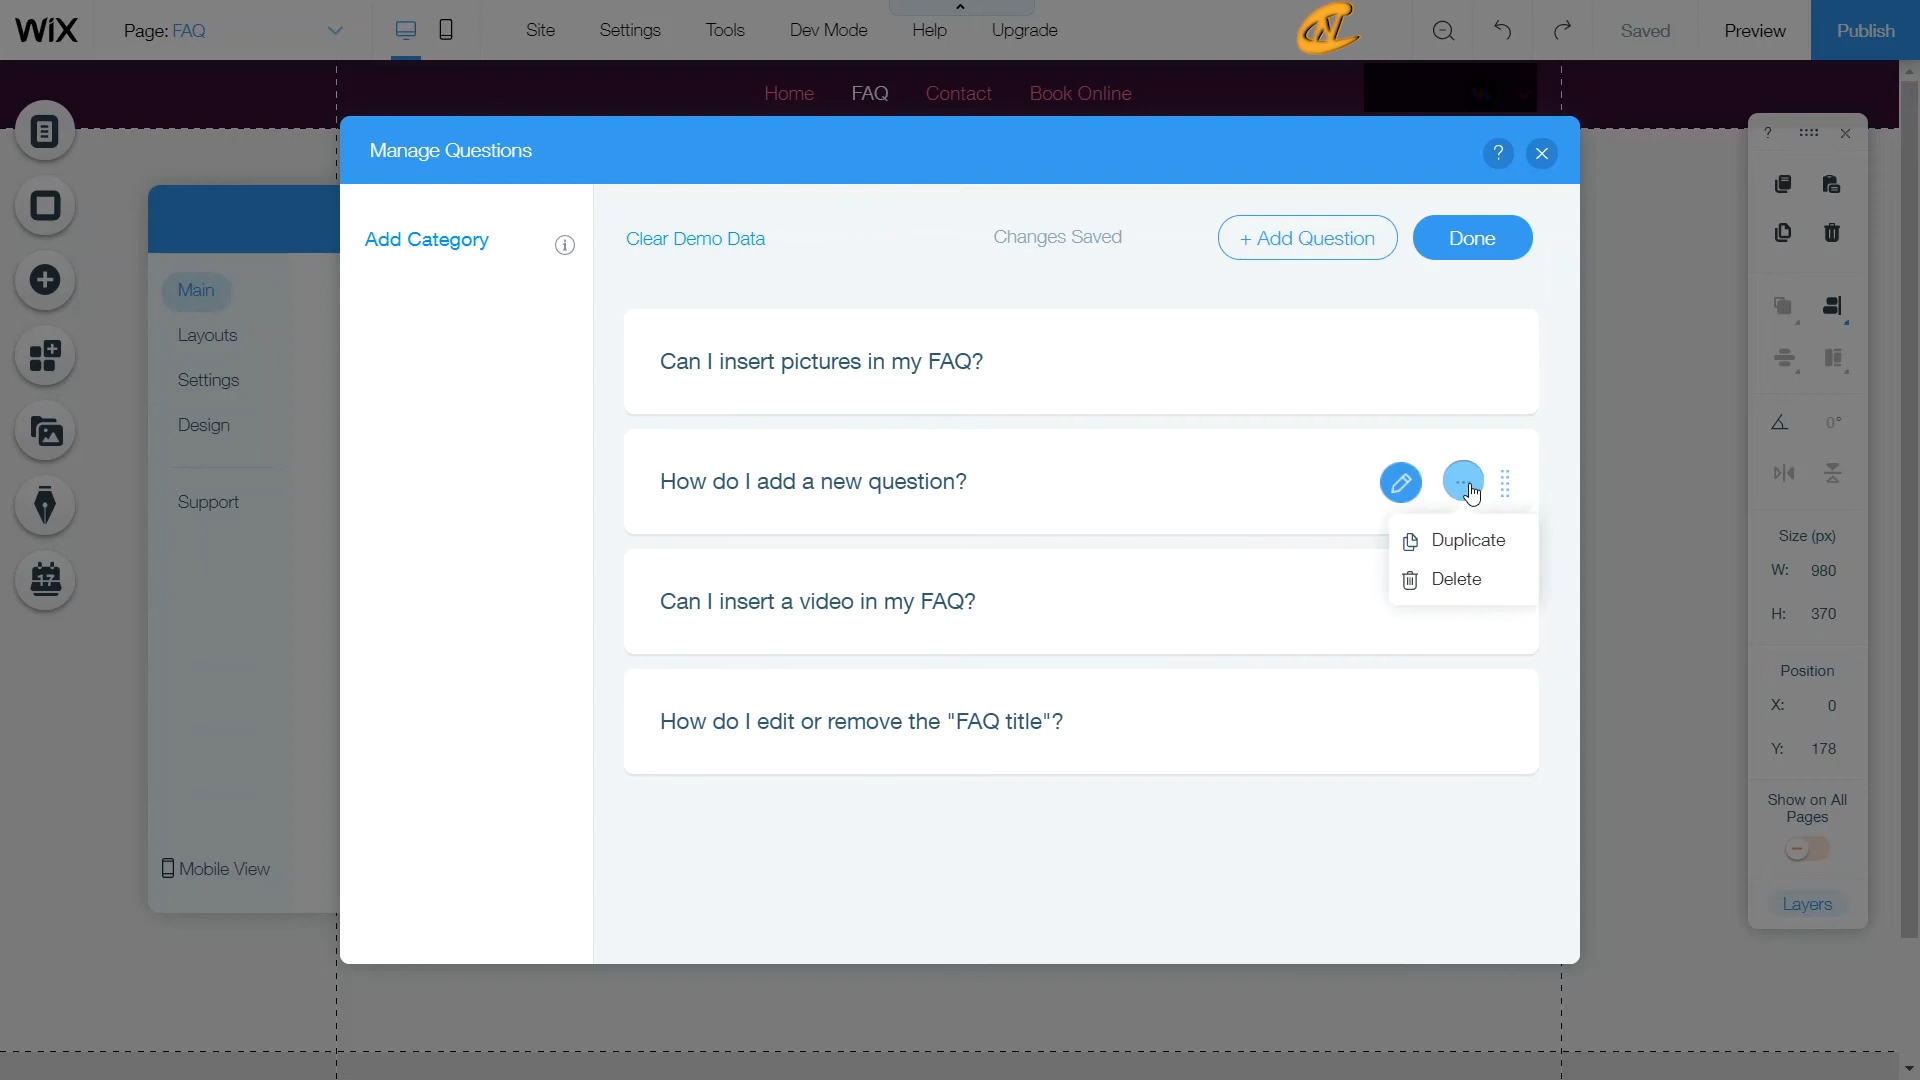 WiX
Page: FAQ
Site
Settings
Tools
Dev Mode
Help
Upgrade
Saved
Preview
Publish
Home
FAQ
Contact
Book Online
Manage Questions
?
Add Category
i
Clear Demo Data
Changes Saved
+ Add Question
Done
Can I insert pictures in my FAQ?
How do I add a new question?
...
Duplicate
Delete
Can I insert a video in my FAQ?
How do I edit or remove the "FAQ title"?
Main
Layouts
Settings
Design
Support
Mobile View
17
?
0°
Size (px)
W: 980
H: 370
Position
X: 0
Y: 178
Show on All
Pages
Layers